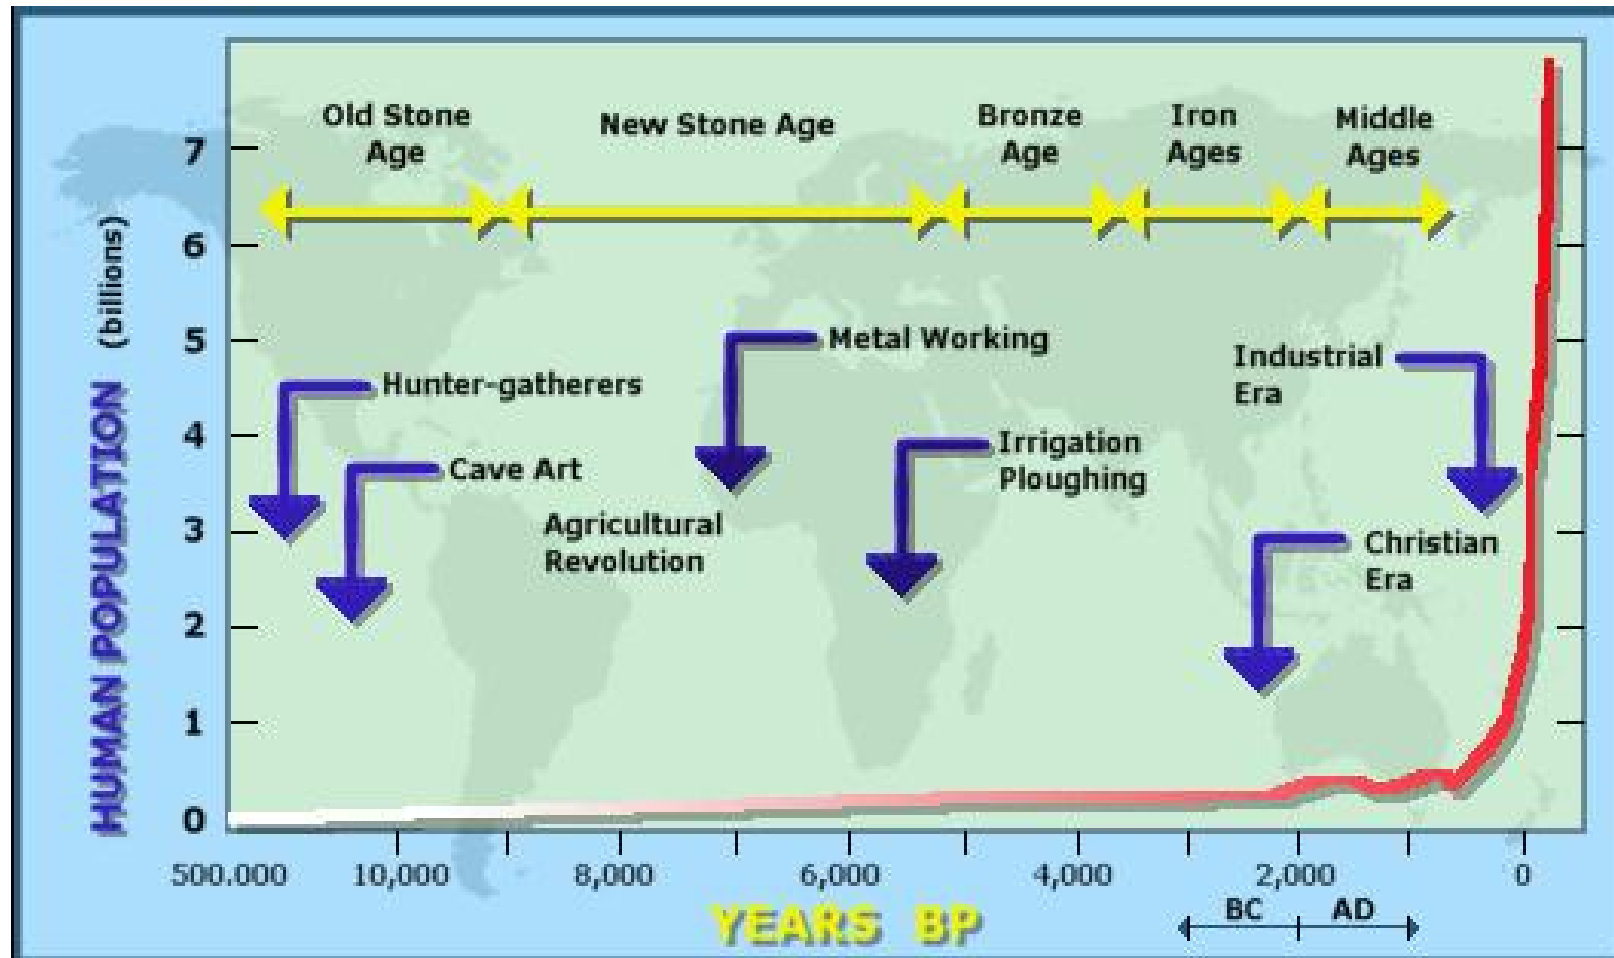 Old Stone
Age
New Stone Age
Bronze
Age
Iron
Ages
Middle
Ages
7
6
5
4
3
2
1
0
HUMAN POPULATION (billions)
Hunter-gatherers
Cave Art
Agricultural
Revolution
Metal Working
Irrigation
Ploughing
Industrial
Era
Christian
Era
500.000 10,000 8,000 6,000 4,000 2,000 0
YEARS BP
BC AD